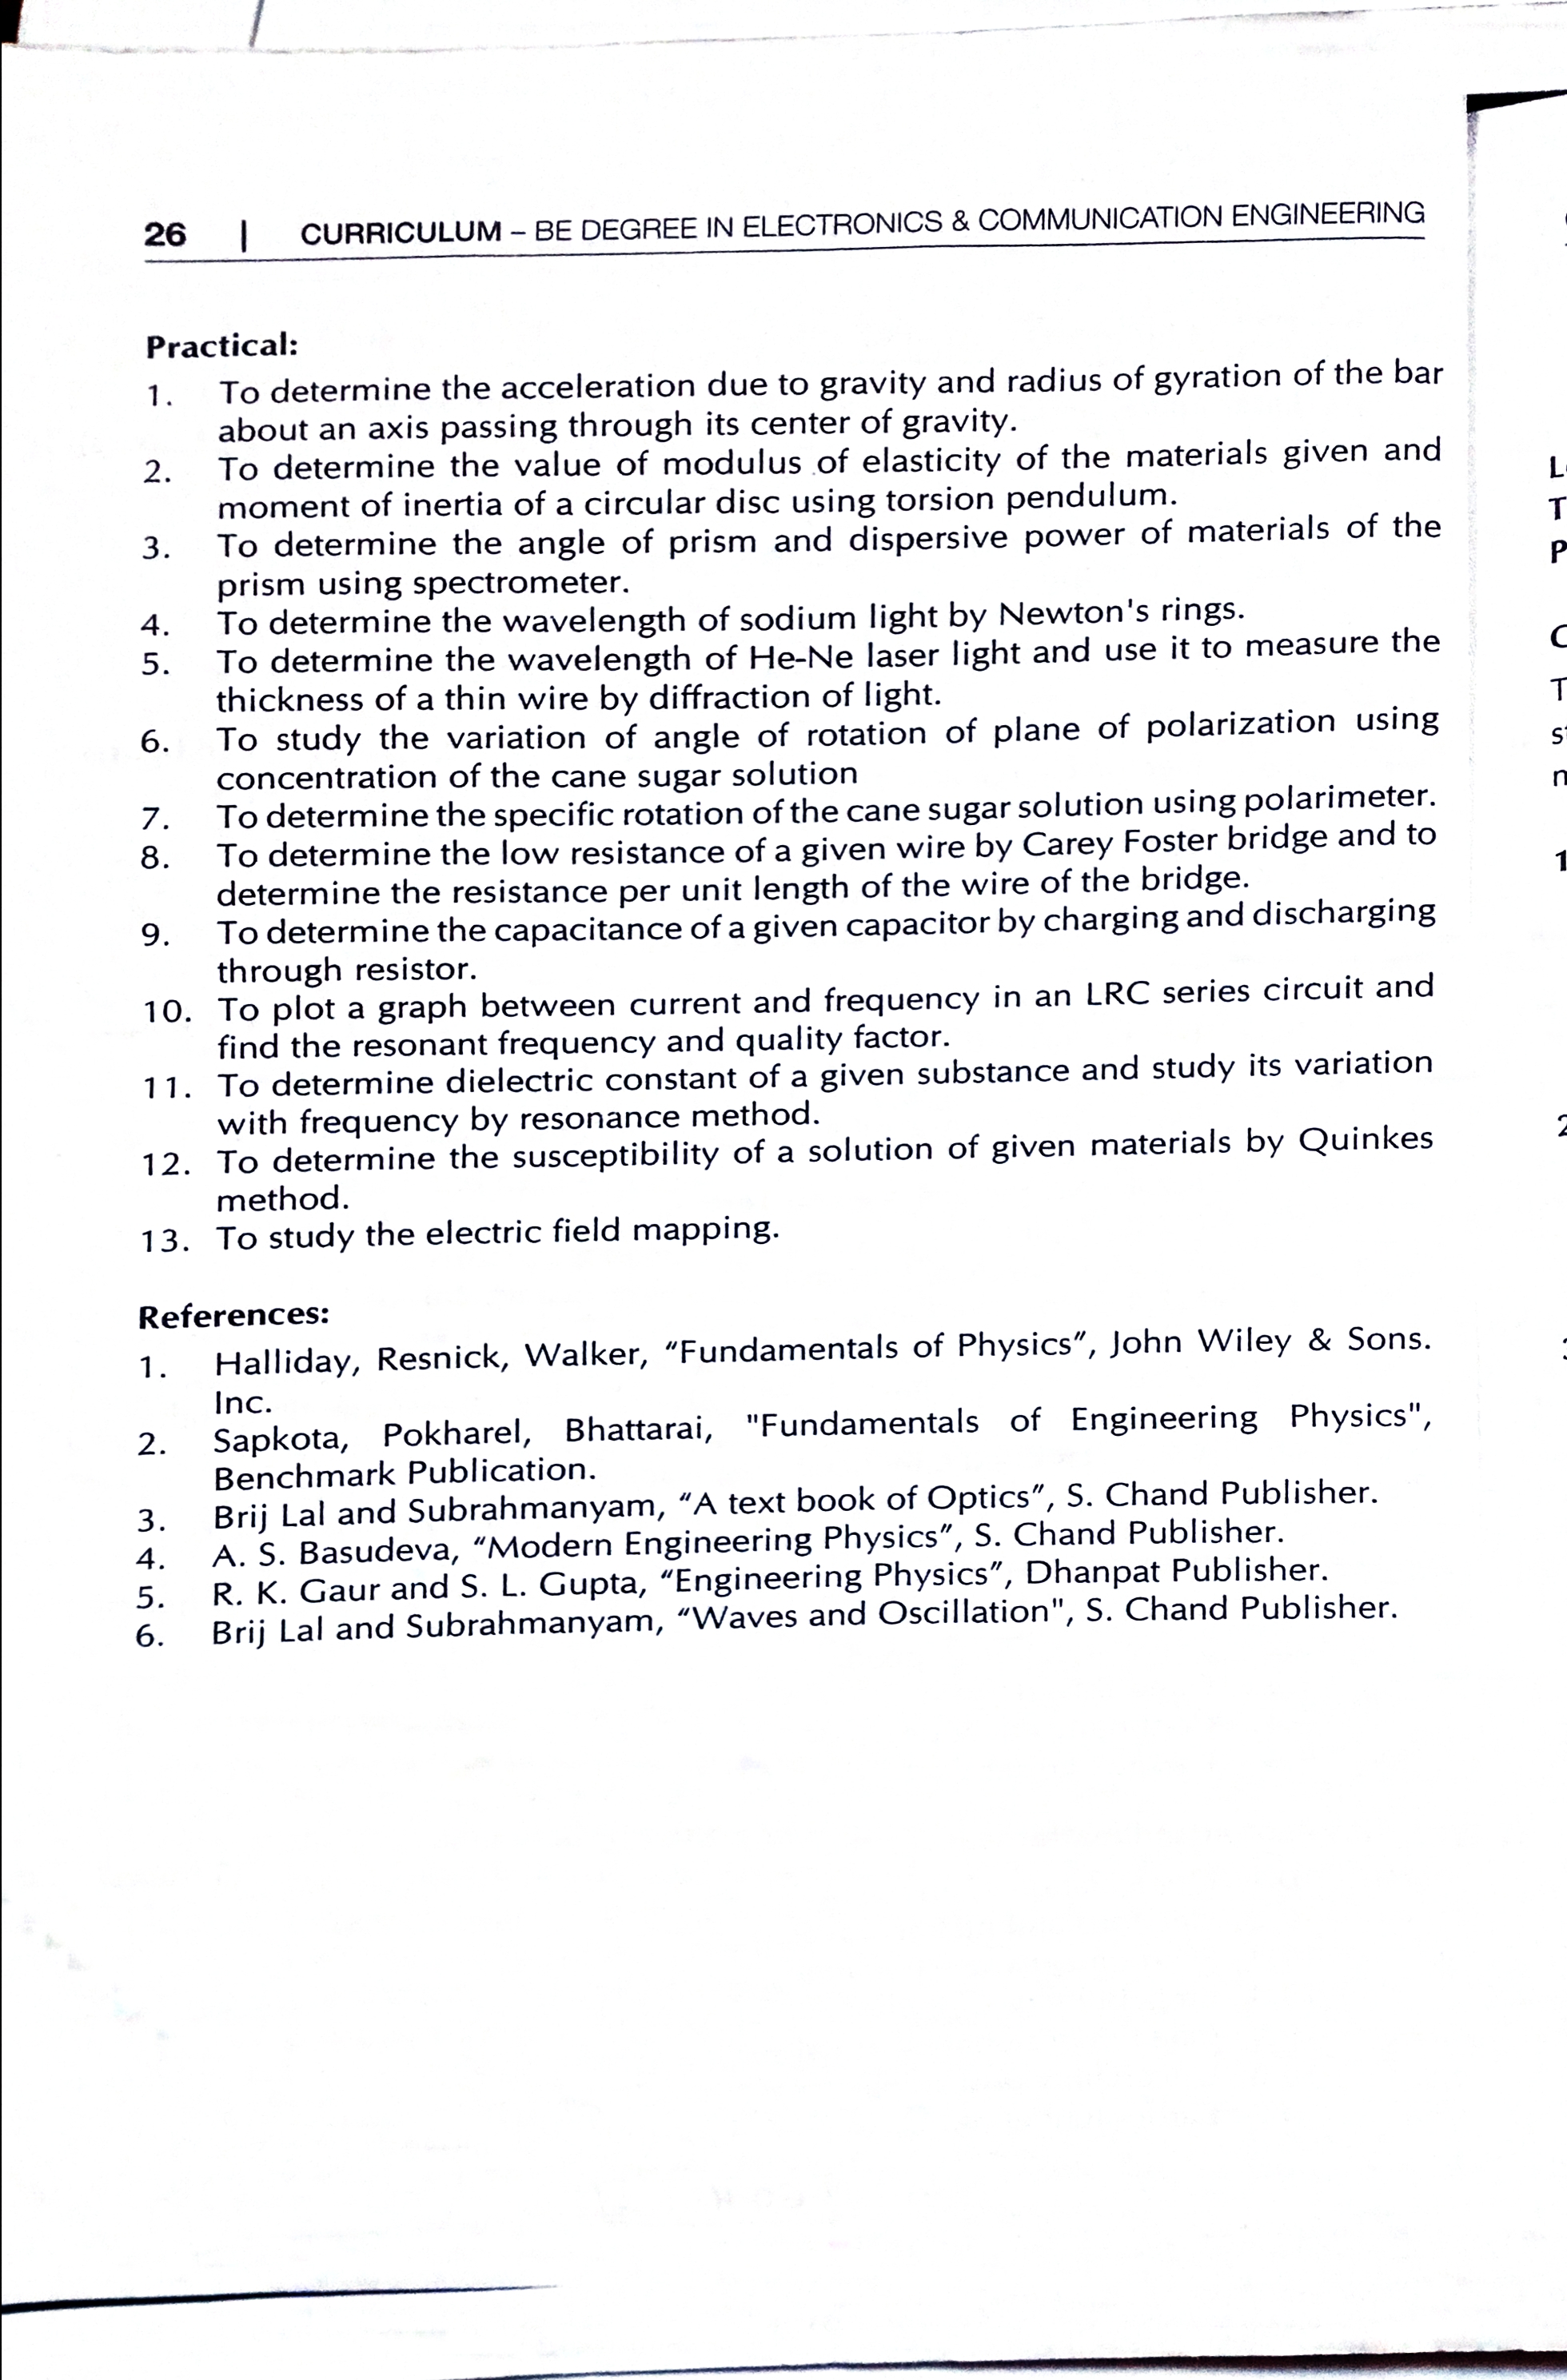 26 | CURRICULUM – BE DEGREE IN ELECTRONICS & COMMUNICATION ENGINEERING
Practical:
1. To determine the acceleration due to gravity and radius of gyration of the bar
about an axis passing through its center of gravity.
2. To determine the value of modulus of elasticity of the materials given and
moment of inertia of a circular disc using torsion pendulum.
3. To determine the angle of prism and dispersive power of materials of the
prism using spectrometer.
4. To determine the wavelength of sodium light by Newton's rings.
5. To determine the wavelength of He-Ne laser light and use it to measure the
thickness of a thin wire by diffraction of light.
6. To study the variation of angle of rotation of plane of polarization using
concentration of the cane sugar solution
7. To determine the specific rotation of the cane sugar solution using polarimeter.
8. To determine the low resistance of a given wire by Carey Foster bridge and to
determine the resistance per unit length of the wire of the bridge.
9. To determine the capacitance of a given capacitor by charging and discharging
through resistor.
10. To plot a graph between current and frequency in an LRC series circuit and
find the resonant frequency and quality factor.
11. To determine dielectric constant of a given substance and study its variation
with frequency by resonance method.
12. To determine the susceptibility of a solution of given materials by Quinkes
method.
13. To study the electric field mapping.
References:
1. Halliday, Resnick, Walker, “Fundamentals of Physics”, John Wiley & Sons.
Inc.
2. Sapkota, Pokharel, Bhattarai, "Fundamentals of Engineering Physics",
Benchmark Publication.
3. Brij Lal and Subrahmanyam, “A text book of Optics”, S. Chand Publisher.
4. A. S. Basudeva, “Modern Engineering Physics”, S. Chand Publisher.
5. R. K. Gaur and S. L. Gupta, “Engineering Physics”, Dhanpat Publisher.
6. Brij Lal and Subrahmanyam, “Waves and Oscillation", S. Chand Publisher.